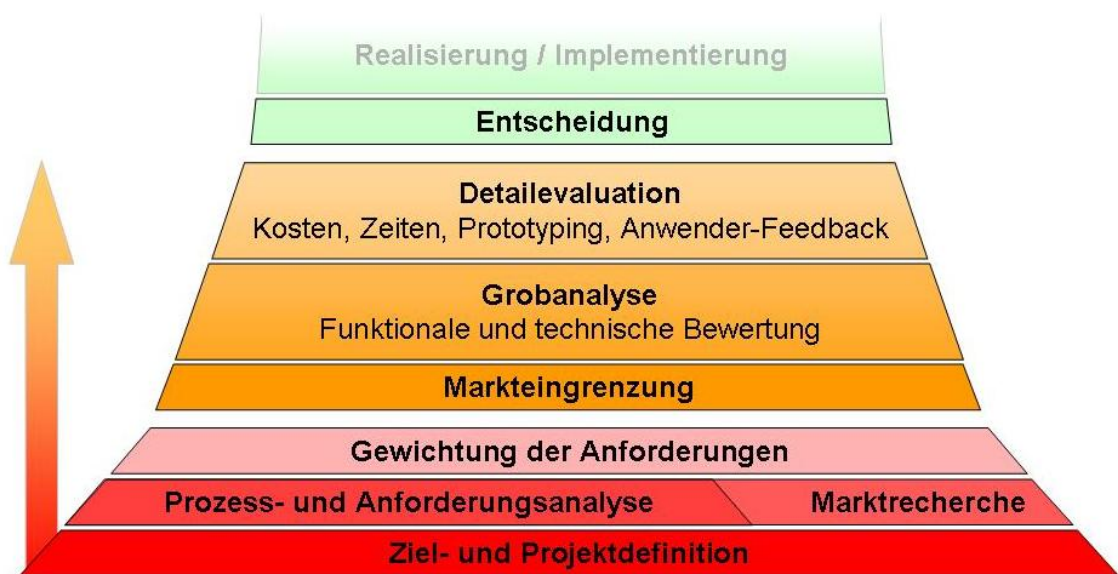 Realisierung / Implementierung
Entscheidung
Detailevaluation
Kosten, Zeiten, Prototyping, Anwender-Feedback
Grobanalyse
Funktionale und technische Bewertung
Markteingrenzung
Gewichtung der Anforderungen
Prozess- und Anforderungsanalyse
Marktrecherche
Ziel- und Projektdefinition